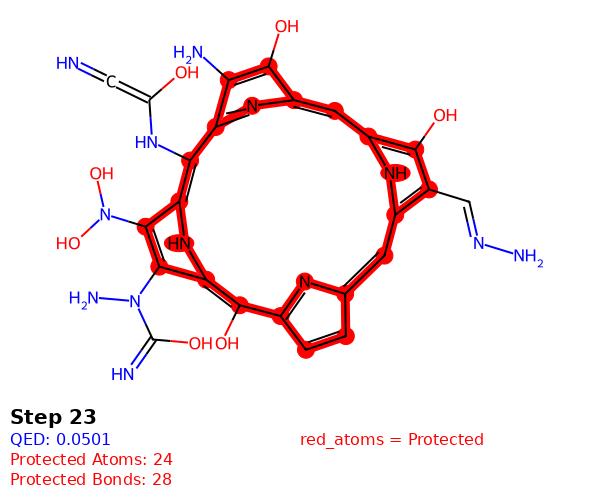 OH
H₂N
HN
C
OH
N
OH
HN
NH
OH
N
HO
HN
N
NH₂
N
H₂N
N
OH
OH
HN
Step 23
QED: 0.0501
red_atoms = Protected
Protected Atoms: 24
Protected Bonds: 28